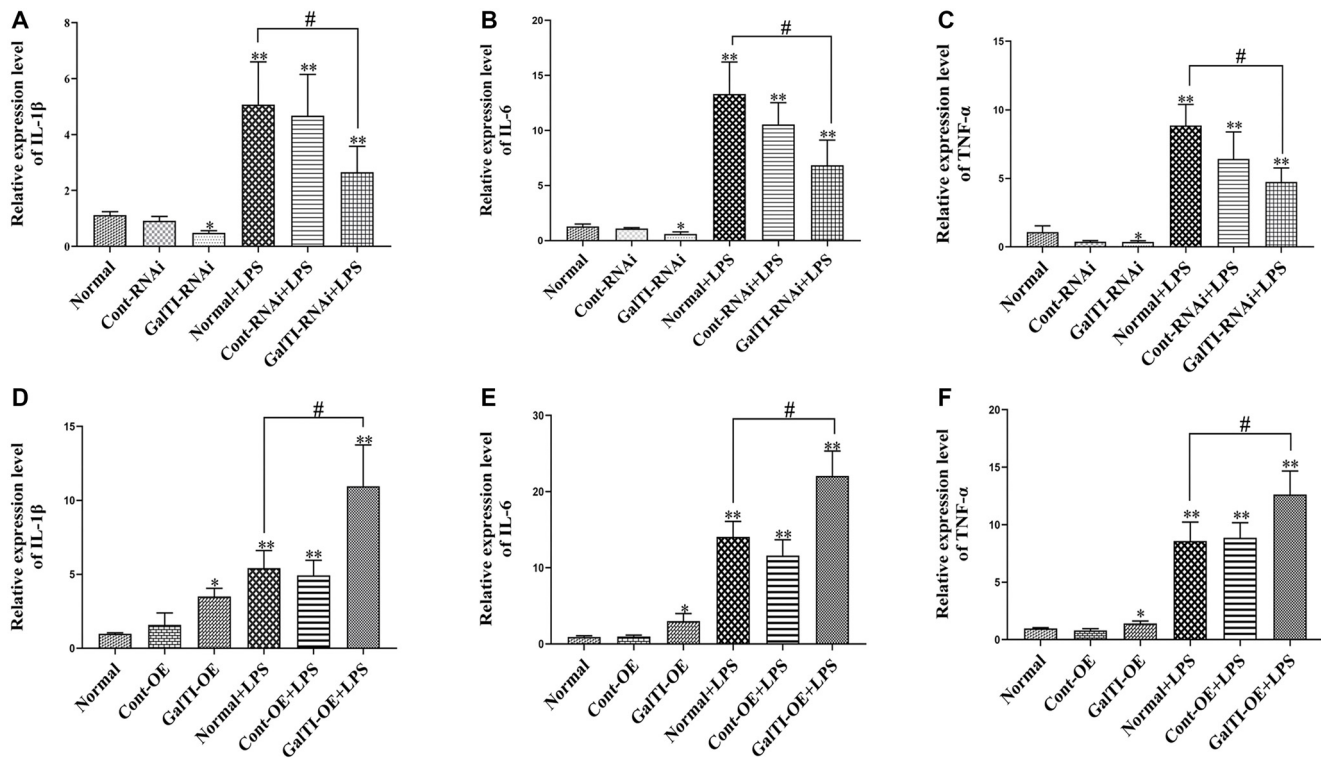 A
Relative expression level
of IL-1β
8
6
4
2
0
#
**
**
**
*
Normal
Cont-RNAi
GalTI-RNAi
Normal+LPS
Cont-RNAi+LPS
GalTI-RNAi+LPS
B
Relative expression level
of IL-6
20
15
10
5
0
#
**
**
**
*
Normal
Cont-RNAi
GalTI-RNAi
Normal+LPS
Cont-RNAi+LPS
GalTI-RNAi+LPS
C
Relative expression level
of TNF-α
15
10
5
0
#
**
**
**
*
Normal
Cont-RNAi
GalTI-RNAi
Normal+LPS
Cont-RNAi+LPS
GalTI-RNAi+LPS
D
Relative expression level
of IL-1β
15
10
5
0
#
**
**
**
*
Normal
Cont-OE
GalTI-OE
Normal+LPS
Cont-OE+LPS
GalTI-OE+LPS
E
Relative expression level
of IL-6
30
20
10
0
#
**
**
**
*
Normal
Cont-OE
GalTI-OE
Normal+LPS
Cont-OE+LPS
GalTI-OE+LPS
F
Relative expression level
of TNF-α
20
15
10
5
0
#
**
**
**
*
Normal
Cont-OE
GalTI-OE
Normal+LPS
Cont-OE+LPS
GalTI-OE+LPS